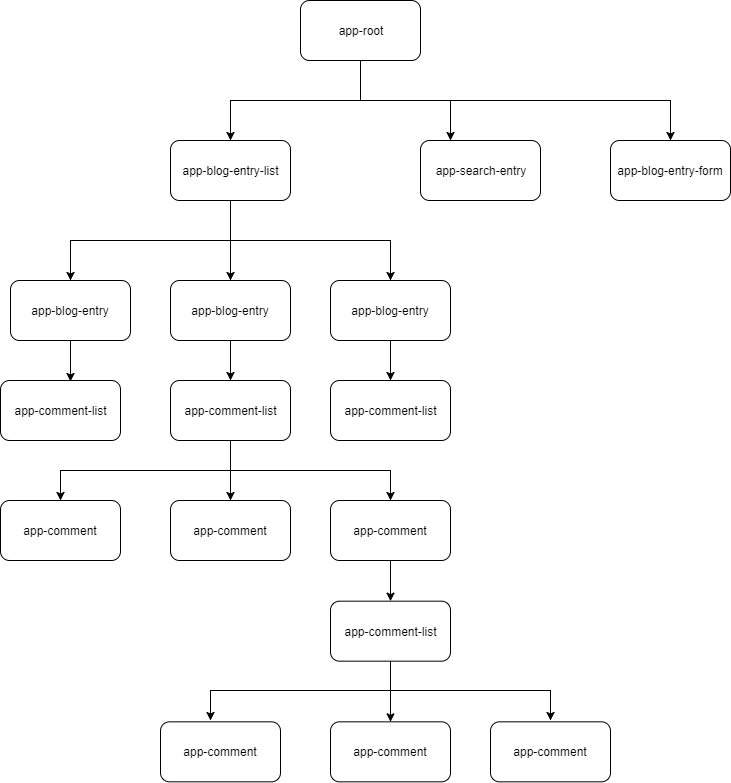 app-root
app-blog-entry-list
app-search-entry
app-blog-entry-form
app-blog-entry
app-blog-entry
app-blog-entry
app-comment-list
app-comment-list
app-comment-list
app-comment
app-comment
app-comment
app-comment-list
app-comment
app-comment
app-comment